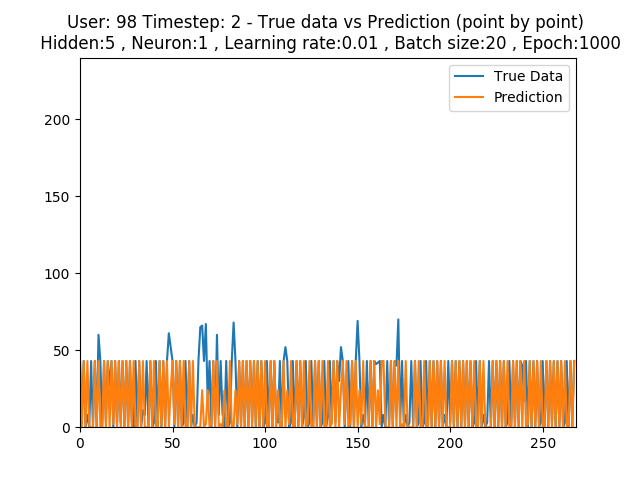 User: 98 Timestep: 2 - True data vs Prediction (point by point)
Hidden:5 , Neuron:1 , Learning rate:0.01 , Batch size:20 , Epoch:1000
True Data
Prediction
200
150
100
50
0
0 50 100 150 200 250